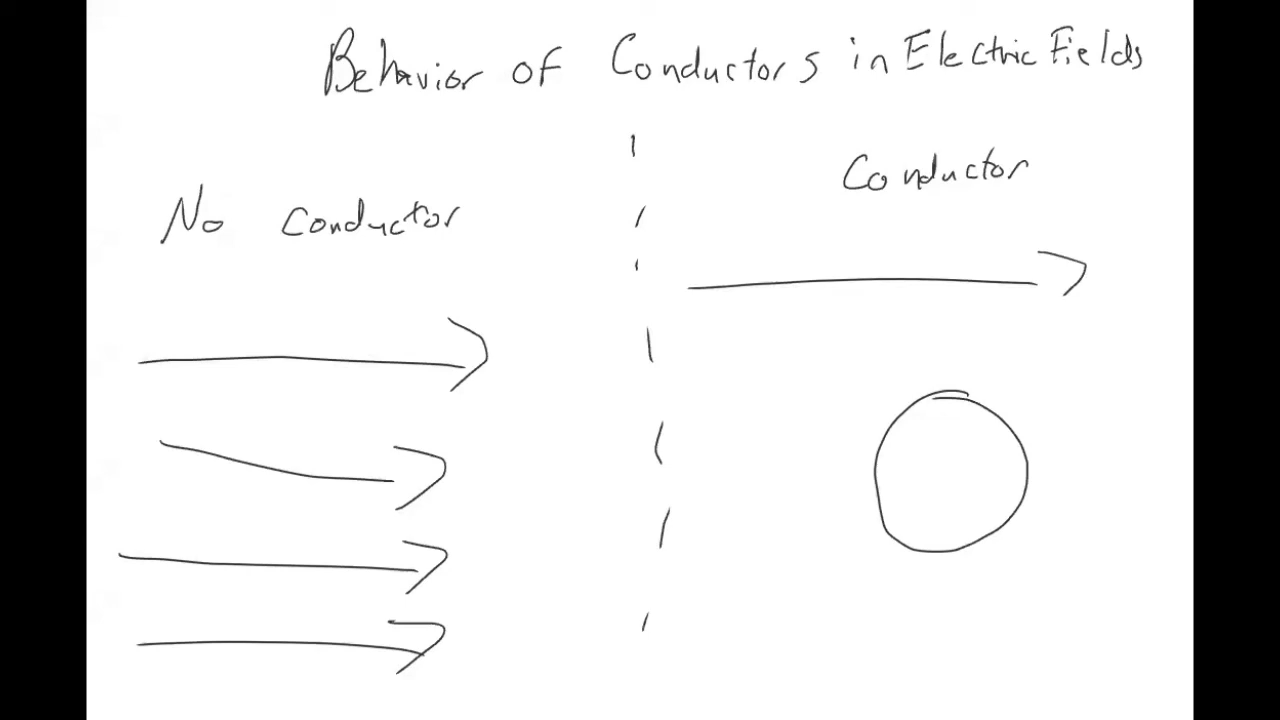 Behavior of Conductors in Electric Fields
Conductor
No conductor